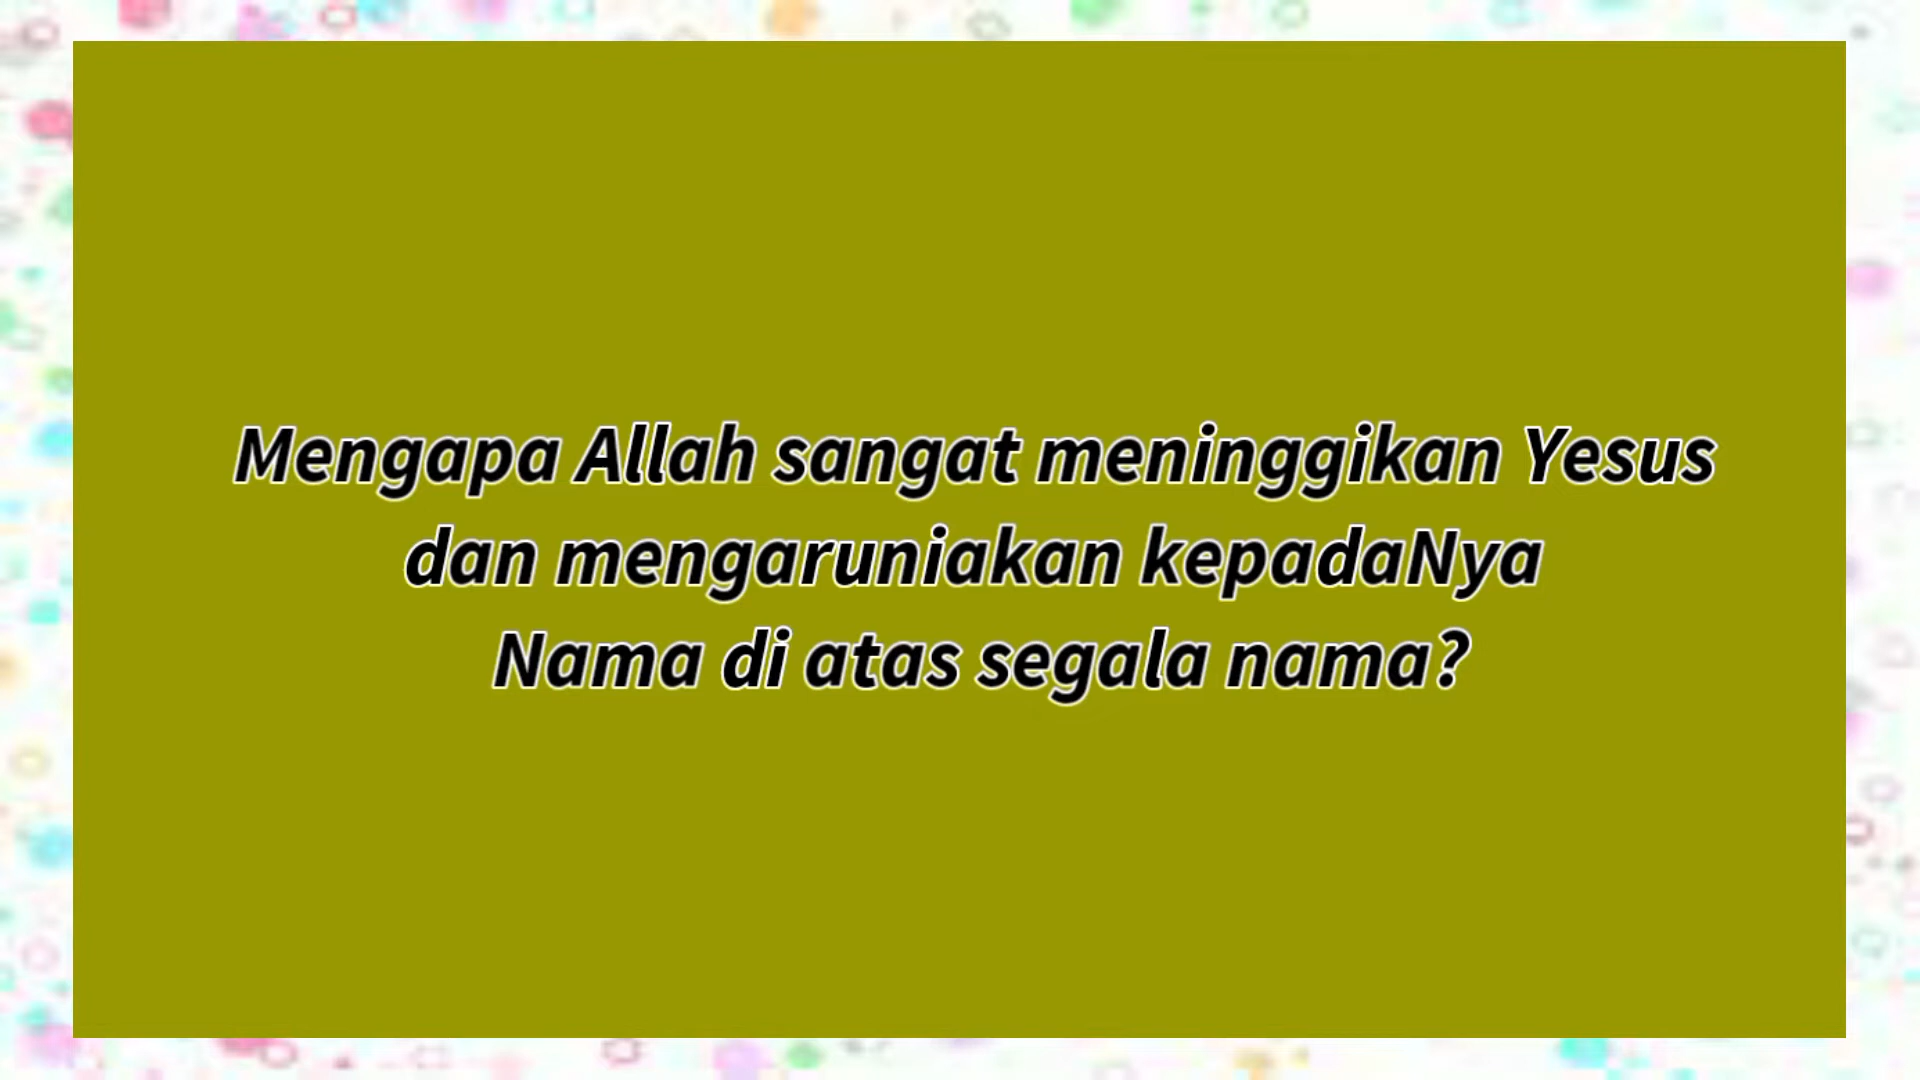 Mengapa Allah sangat meninggikan Yesus
dan mengaruniakan kepadaNya
Nama di atas segala nama?